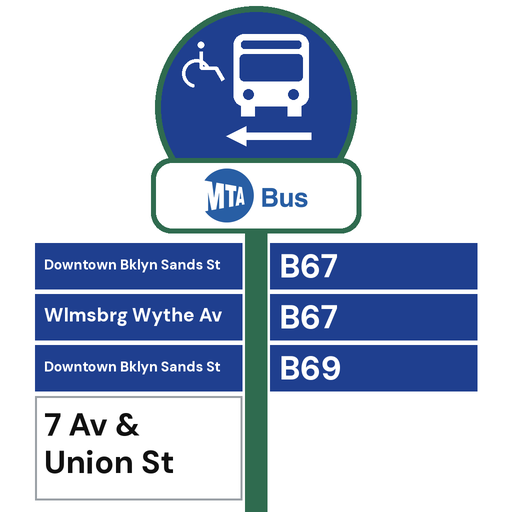 MTA Bus
Downtown Bklyn Sands St B67
Wlmsbrg Wythe Av B67
Downtown Bklyn Sands St B69
7 Av &
Union St